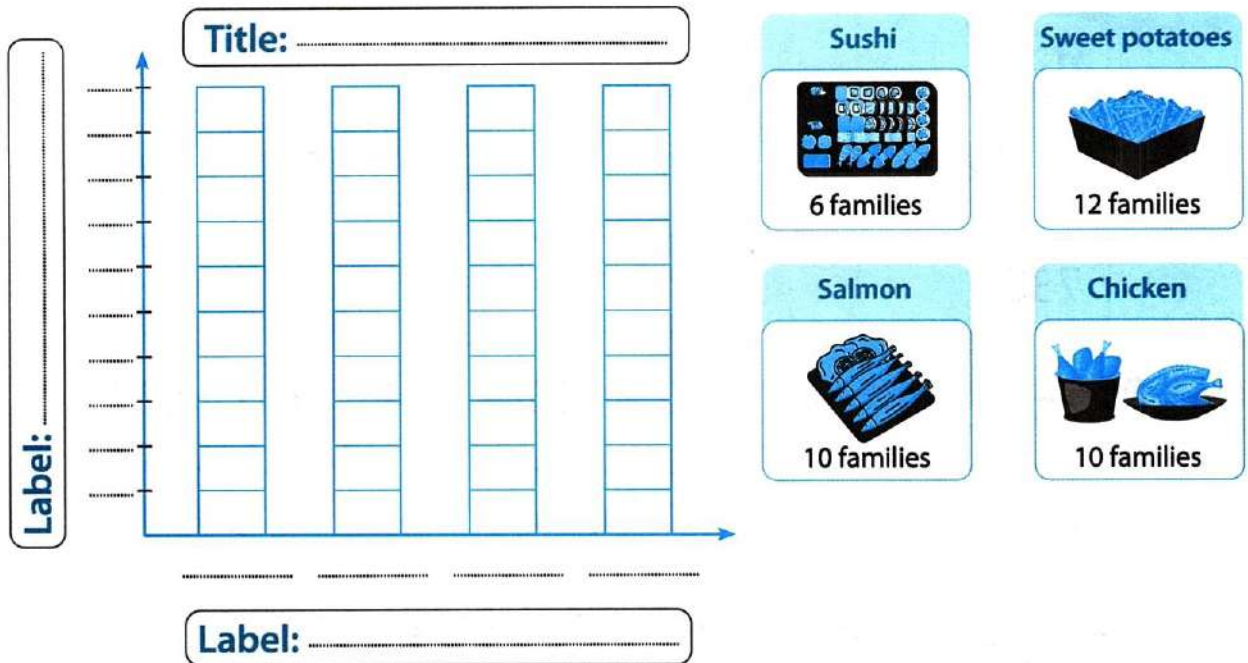 Title:
Label:
Label:
Sushi
6 families
Sweet potatoes
12 families
Salmon
10 families
Chicken
10 families